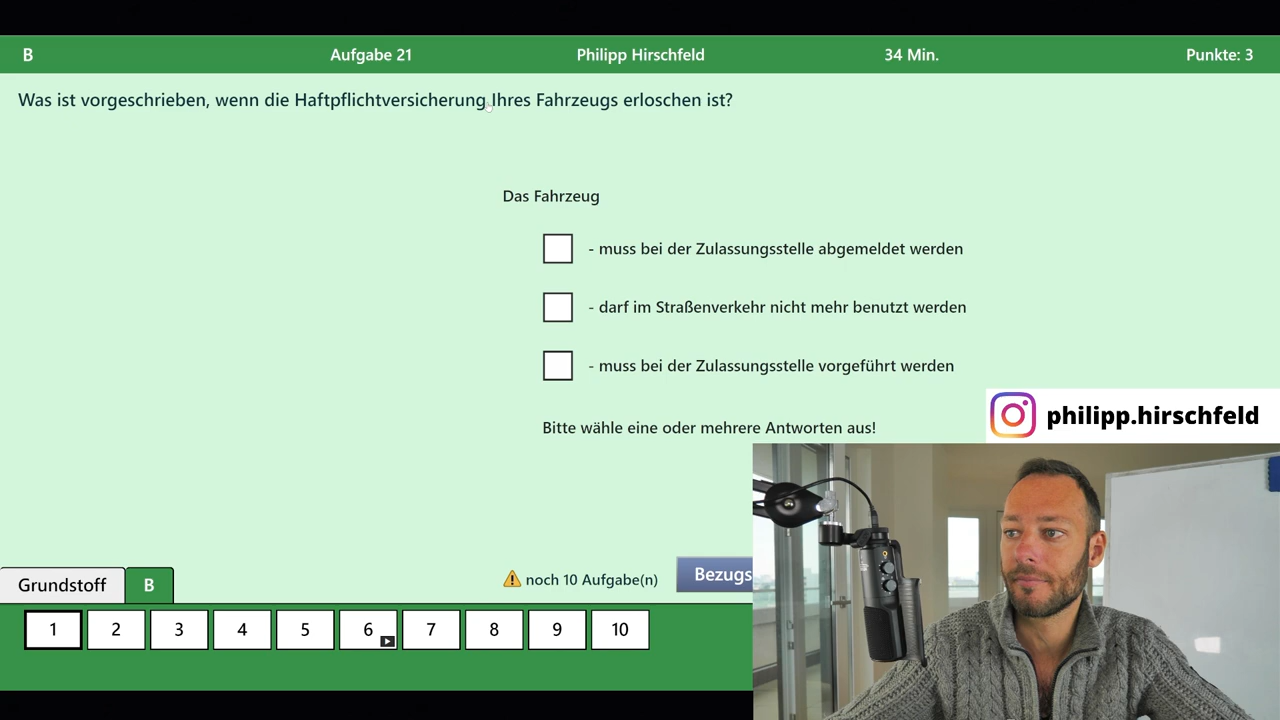 B
Aufgabe 21
Philipp Hirschfeld
34 Min.
Punkte: 3
Was ist vorgeschrieben, wenn die Haftpflichtversicherung Ihres Fahrzeugs erloschen ist?
Das Fahrzeug
- muss bei der Zulassungsstelle abgemeldet werden
- darf im Straßenverkehr nicht mehr benutzt werden
- muss bei der Zulassungsstelle vorgeführt werden
Bitte wähle eine oder mehrere Antworten aus!
philipp.hirschfeld
Grundstoff
B
noch 10 Aufgabe(n)
Bezugs
1 2 3 4 5 6 7 8 9 10